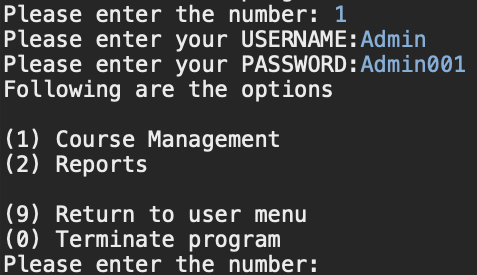 Please enter the number: 1
Please enter your USERNAME:Admin
Please enter your PASSWORD:Admin001
Following are the options
(1) Course Management
(2) Reports
(9) Return to user menu
(0) Terminate program
Please enter the number: